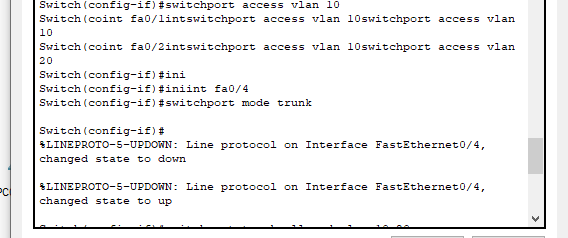 Switch(config-if)#switchport access vlan 10
Switch(coint fa0/1intswitchport access vlan 10switchport access vlan
10
Switch(coint fa0/2intswitchport access vlan 10switchport access vlan
20
Switch(config-if)#ini
Switch(config-if)#iniint fa0/4
Switch(config-if)#switchport mode trunk
Switch(config-if)#
%LINEPROTO-5-UPDOWN: Line protocol on Interface FastEthernet0/4,
changed state to down
%LINEPROTO-5-UPDOWN: Line protocol on Interface FastEthernet0/4,
changed state to up